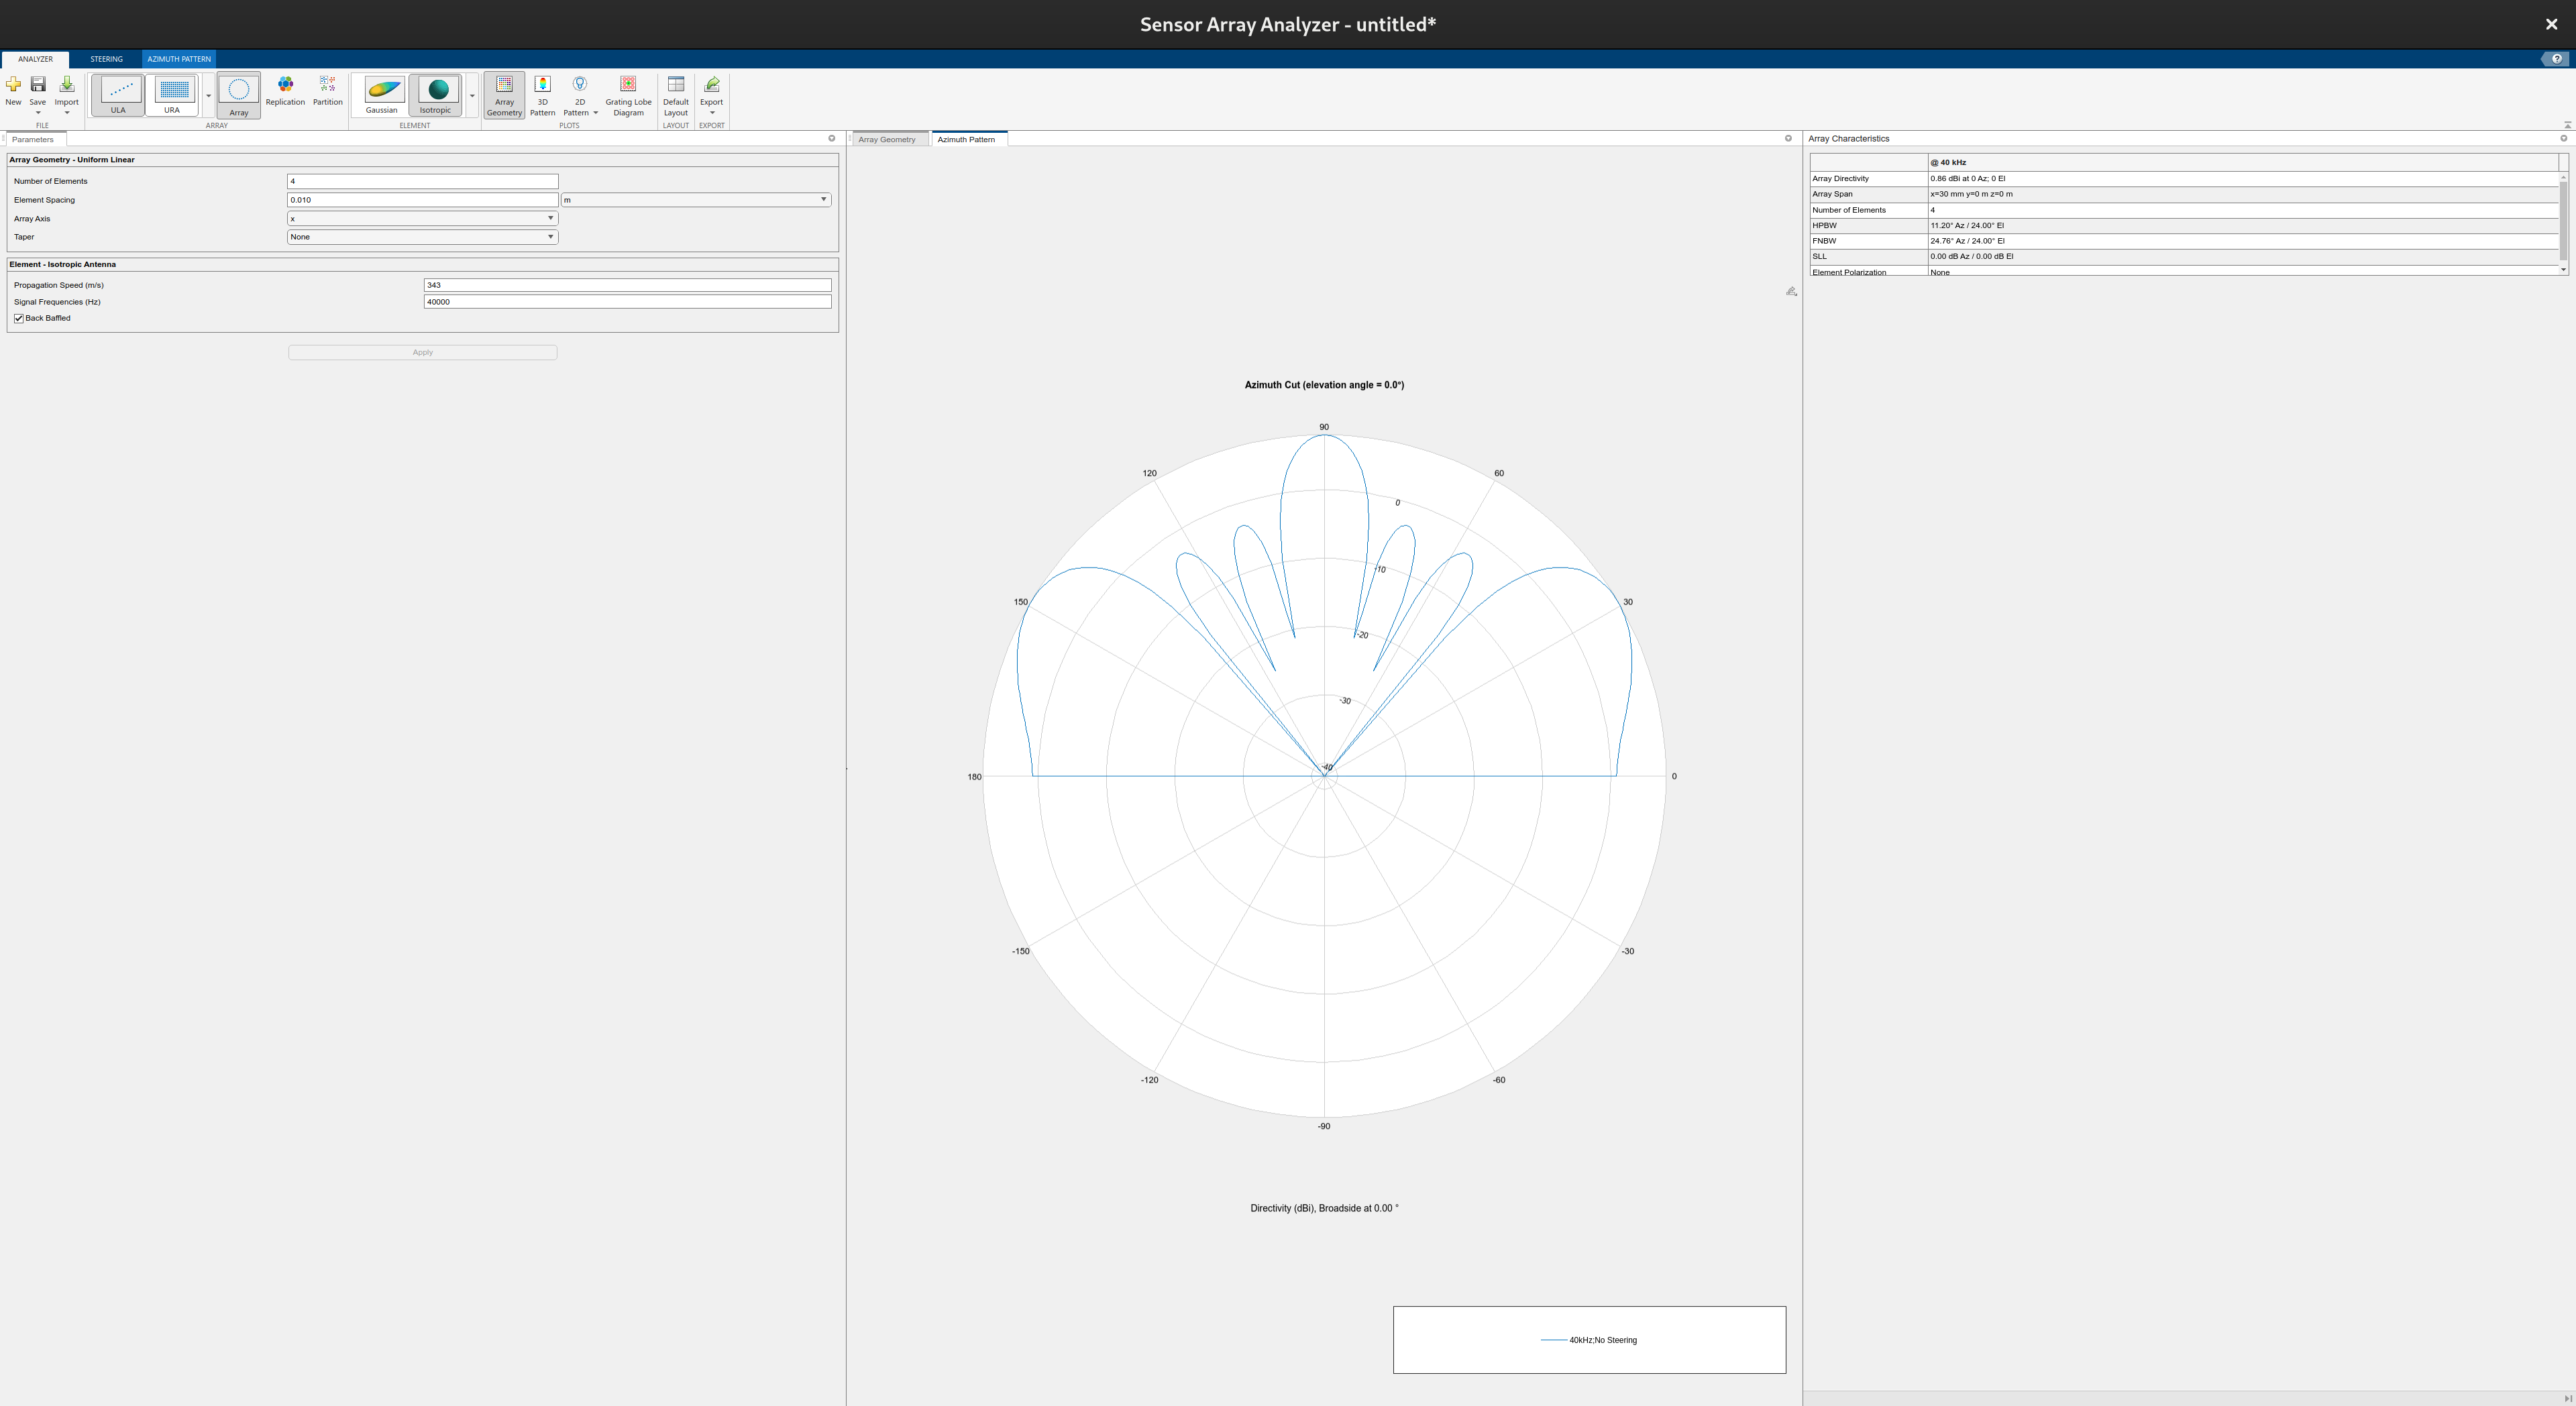 Sensor Array Analyzer - untitled*
ANALYZER STEERING AZIMUTH PATTERN
New Save Import ULA URA Array Replication Partition Gaussian Isotropic Array Geometry 3D Pattern 2D Pattern Grating Lobe Diagram Default Layout Export
FILE ARRAY ELEMENT PLOTS LAYOUT EXPORT
Parameters
Array Geometry - Uniform Linear
Number of Elements 4
Element Spacing 0.010 m
Array Axis x
Taper None
Element - Isotropic Antenna
Propagation Speed (m/s) 343
Signal Frequencies (Hz) 40000
Back Baffled
Apply
Array Geometry Azimuth Pattern
Azimuth Cut (elevation angle = 0.0°)
90
120 60
0
-10
150 30
-20
-30
-40
180 0
-150 -30
-120 -60
-90
Directivity (dBi), Broadside at 0.00 °
40kHz;No Steering
Array Characteristics
@ 40 kHz
Array Directivity 0.86 dBi at 0 Az; 0 El
Array Span x=30 mm y=0 m z=0 m
Number of Elements 4
HPBW 11.20° Az / 24.00° El
FNBW 24.76° Az / 24.00° El
SLL 0.00 dB Az / 0.00 dB El
Element Polarization None